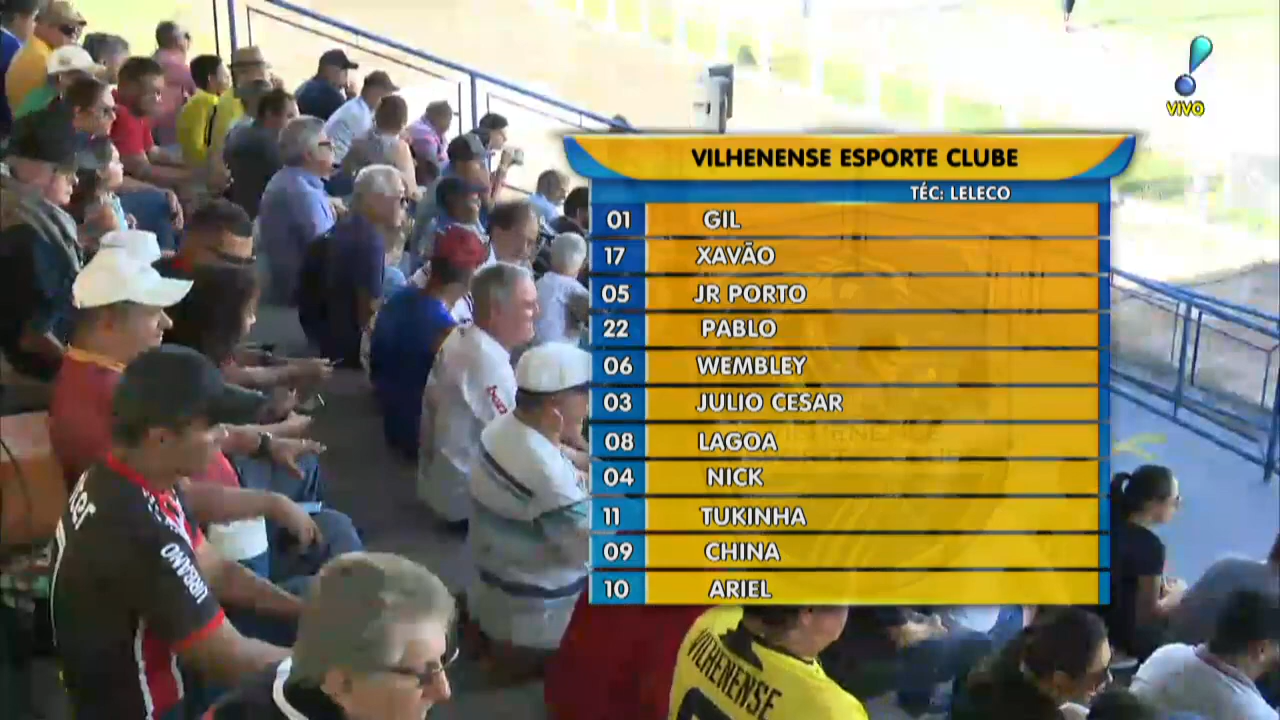 VIVO
VILHENENSE ESPORTE CLUBE
TÉC: LELECO
01 GIL
17 XAVÃO
05 JR PORTO
22 PABLO
06 WEMBLEY
03 JULIO CESAR
08 LAGOA
04 NICK
11 TUKINHA
09 CHINA
10 ARIEL
URBANO
VILHENENSE